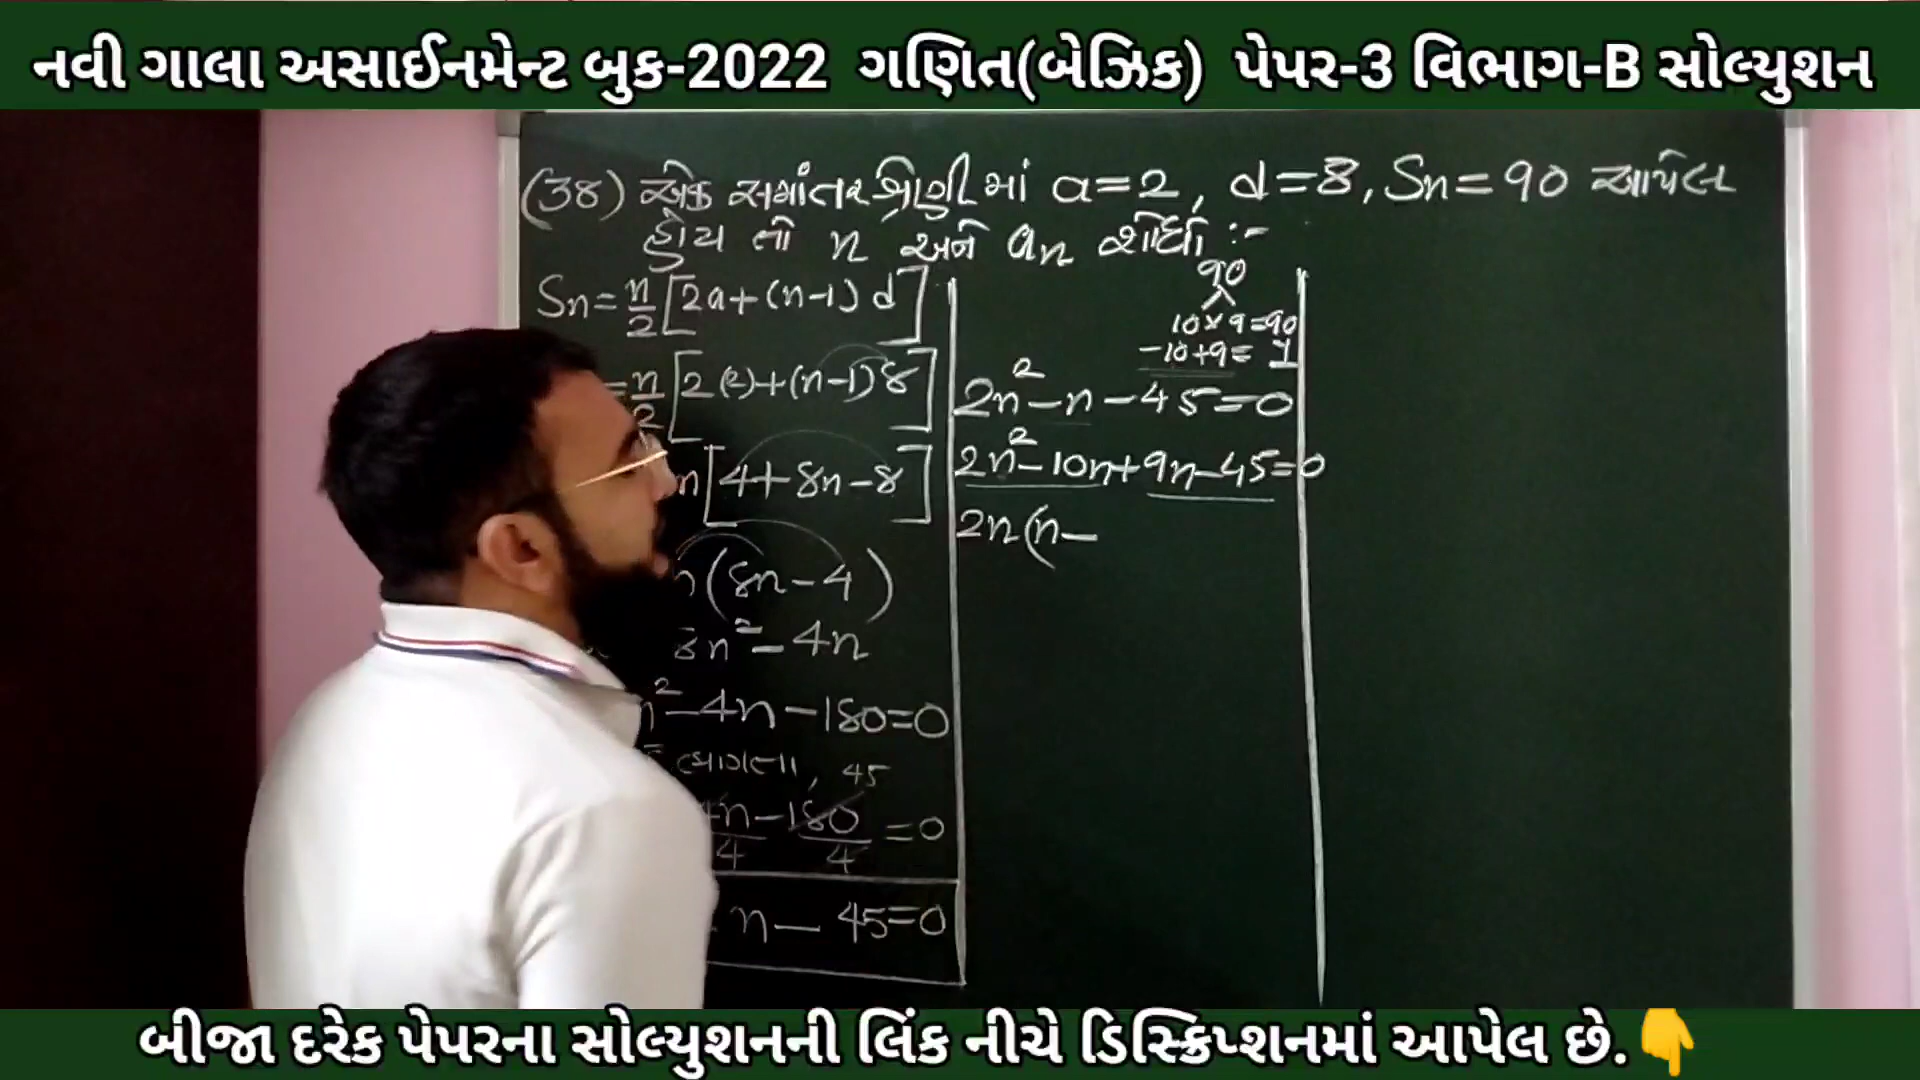 નવી ગાલા અસાઈનમેન્ટ બુક-2022 ગણિત(બેઝિક) પેપર-3 વિભાગ-B સોલ્યુશન
(38) એક સમાંતર શ્રેણીમાં a=2, d=8, Sn=90 આપેલ
હોય તો n અને an શોધો :-
Sn=n/2[2a+(n-1)d]
=n/2[2(2)+(n-1)8]
n[4+8n-8]
n(8n-4)
8n²-4n
n²-4n-180=0
ભાગતા, 45
4n/4-180/4=0
n-45=0
90
10×9=90
-10+9=1
2n²-n-45=0
2n²-10n+9n-45=0
2n(n-
બીજા દરેક પેપરના સોલ્યુશનની લિંક નીચે ડિસ્ક્રિપ્શનમાં આપેલ છે.👇